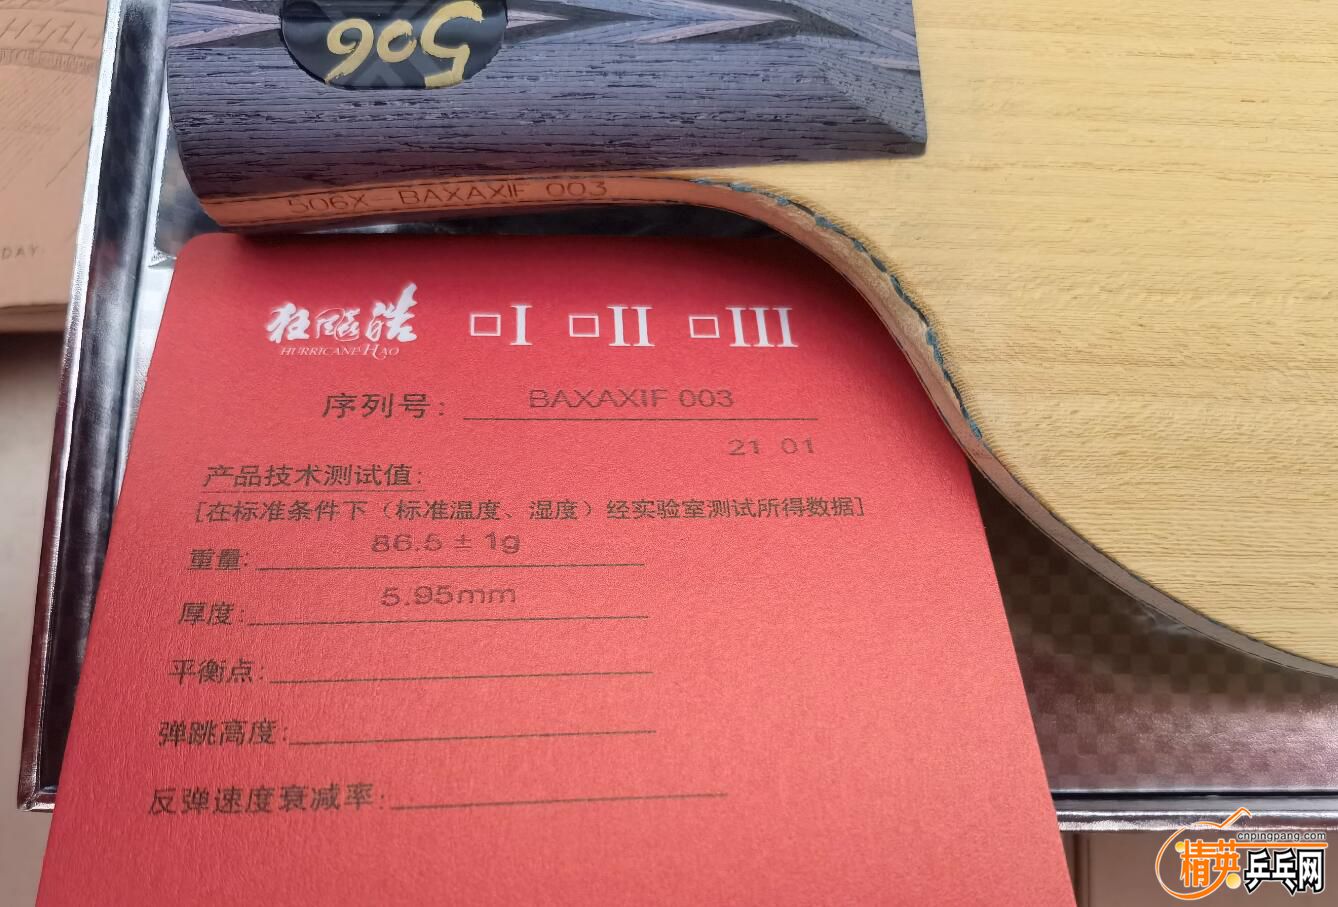 506
506X-BAXAXIF 003
DAY:
狂飚皓
HURRICANE HAO
□I □II □III
序列号: BAXAXIF 003
21 01
产品技术测试值:
[在标准条件下（标准温度、湿度）经实验室测试所得数据]
重量: 86.5 ± 1g
厚度: 5.95mm
平衡点:
弹跳高度:
反弹速度衰减率:
cnpingpang.com
精英乒乓网